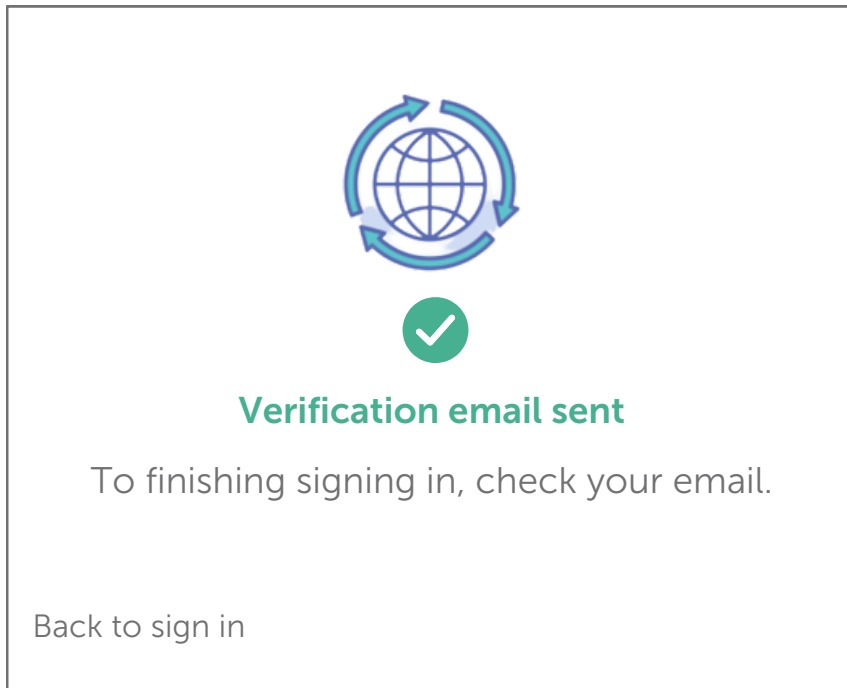 Verification email sent
To finishing signing in, check your email.
Back to sign in